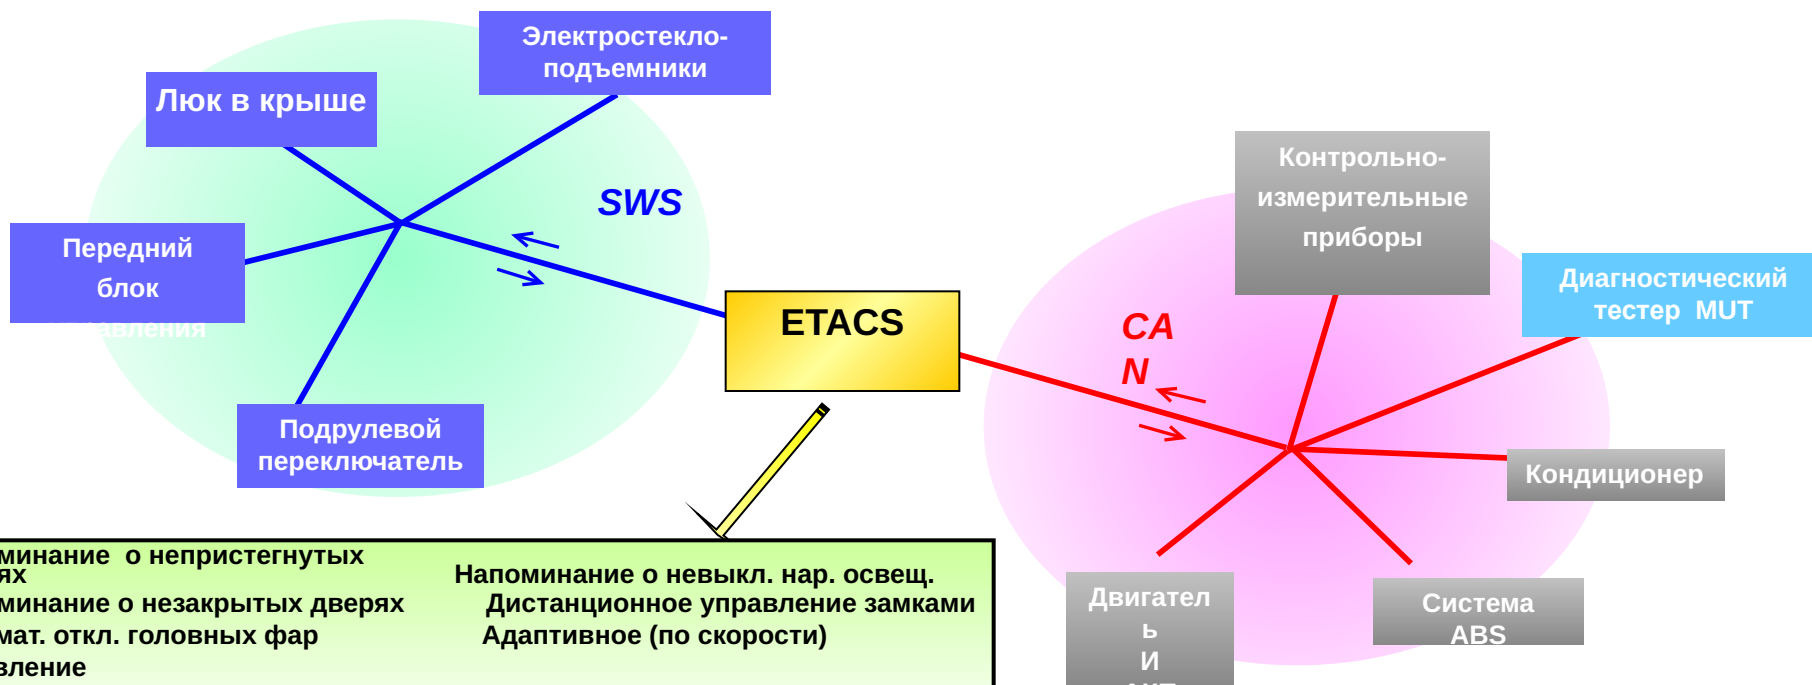 Электростекло-
подъемники
Люк в крыше
SWS
Контрольно-
измерительные
приборы
Передний
блок
Диагностический
тестер MUT
ETACS
CA
N
Подрулевой
переключатель
Кондиционер
Двигател
ь
И
Система
ABS
минание о непристегнутых
ях
Напоминание о невыкл. нар. освещ.
минание о незакрытых дверях
Дистанционное управление замками
мат. откл. головных фар
Адаптивное (по скорости)
вление